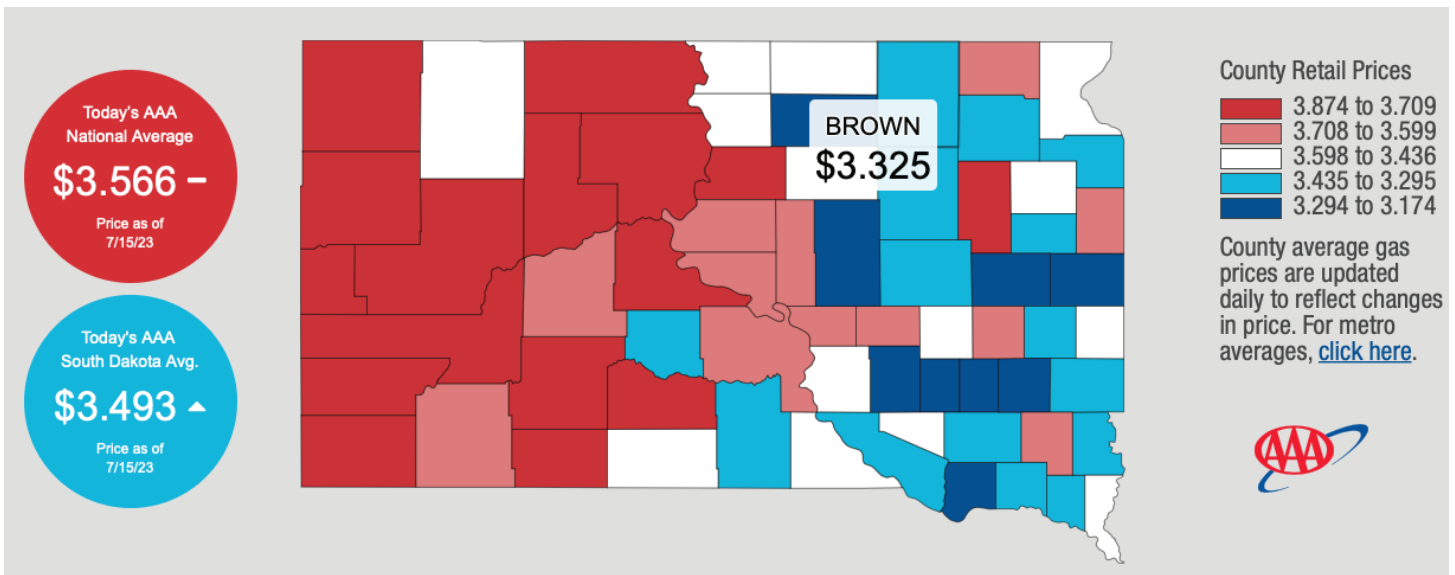 Today's AAA
National Average
$3.566 –
Price as of
7/15/23
Today's AAA
South Dakota Avg.
$3.493
Price as of
7/15/23
BROWN
$3.325
County Retail Prices
3.874 to 3.709
3.708 to 3.599
3.598 to 3.436
3.435 to 3.295
3.294 to 3.174
County average gas
prices are updated
daily to reflect changes
in price. For metro
averages, click here.
AAA